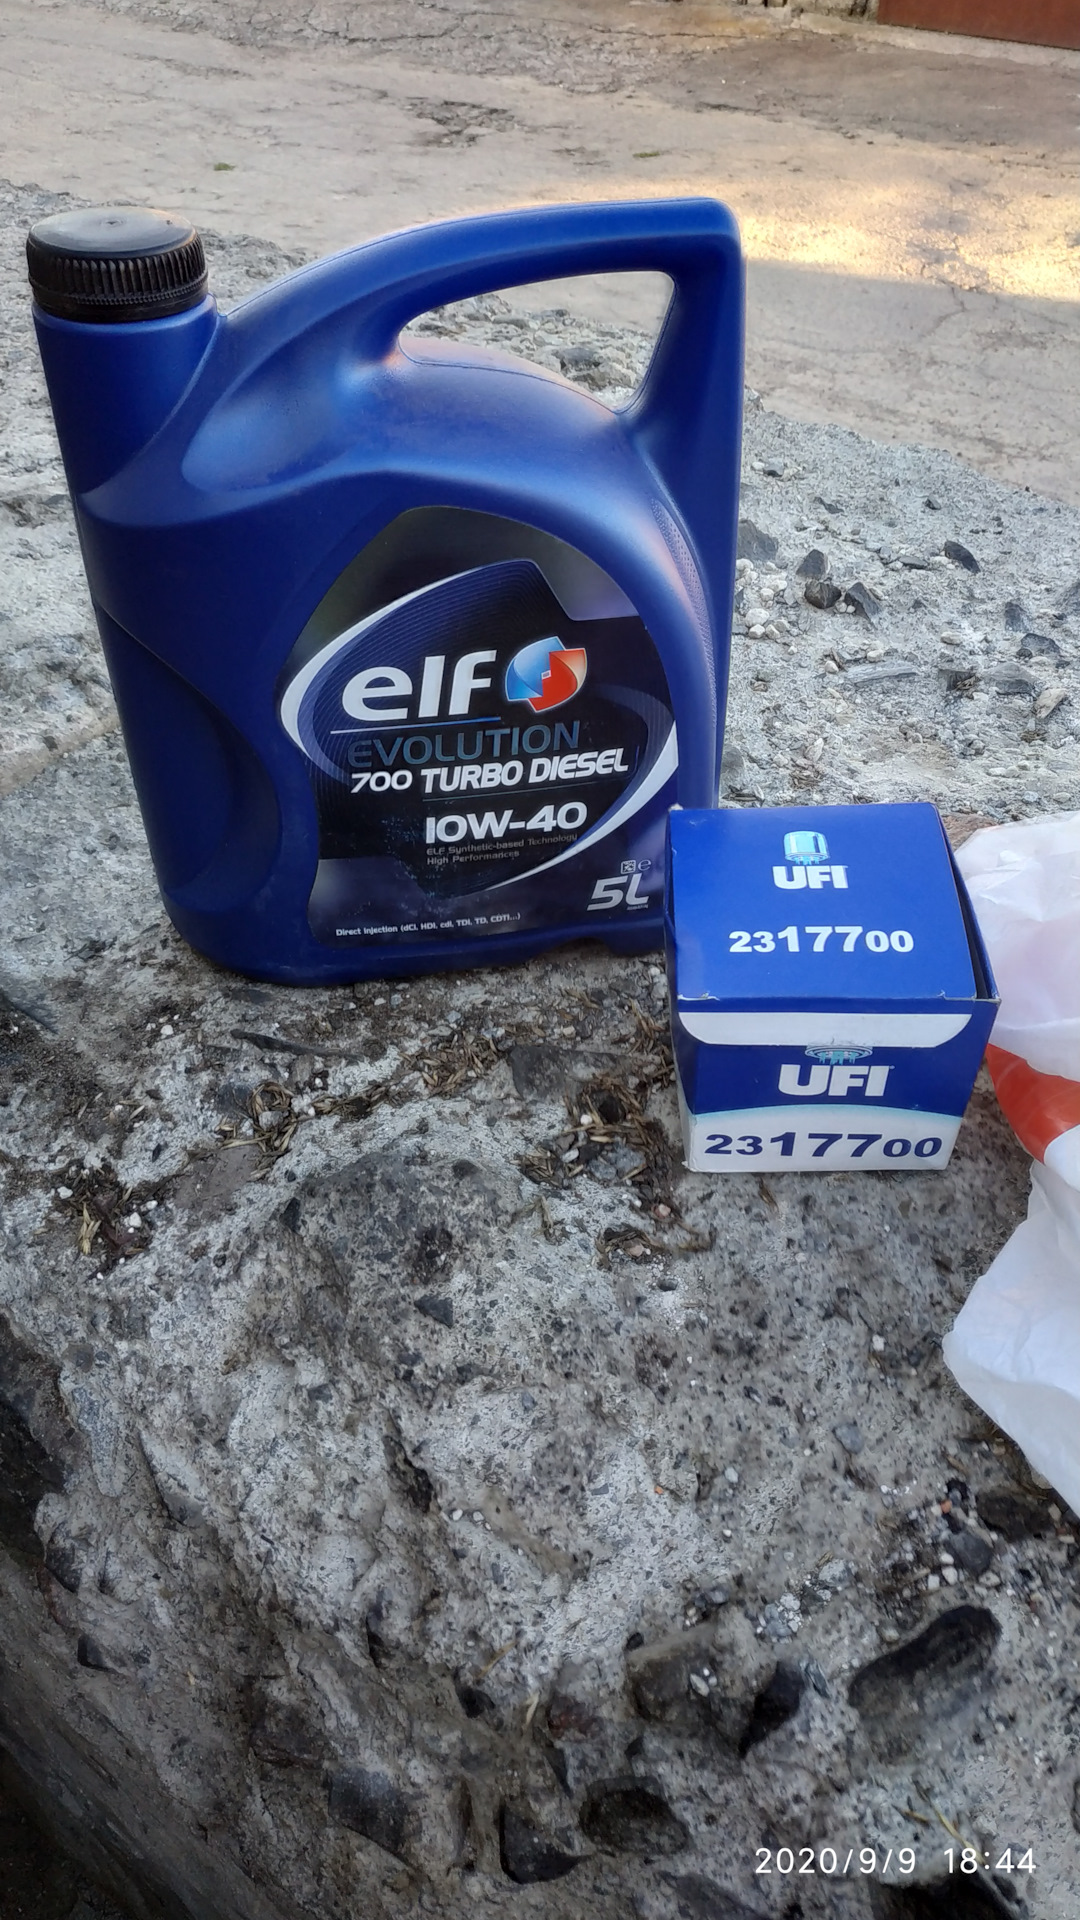 elf
EVOLUTION
700 TURBO DIESEL
10W-40
ELF Synthetic-based Technology
High Performances
5L
Direct injection (dCi, HDI, cdi, TDI, TD, CDTI...)
UFI
2317700
UFI
2317700
2020/9/9 18:44